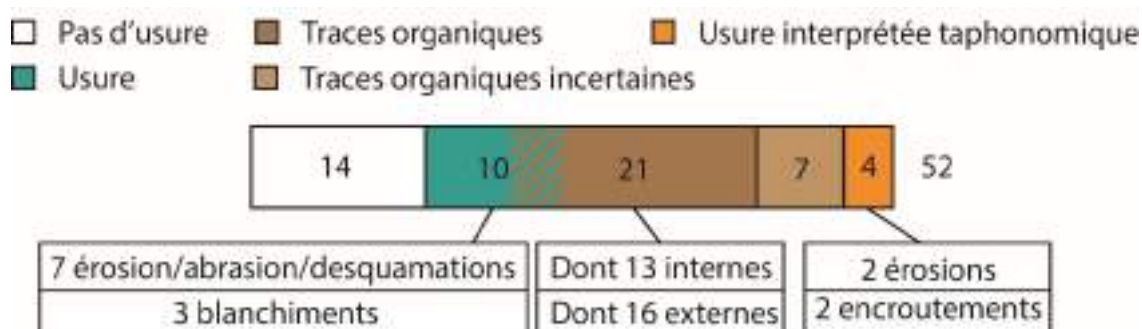 Pas d'usure Traces organiques Usure interprétée taphonomique
Usure Traces organiques incertaines
14 10 21 7 4 52
7 érosion/abrasion/desquamations Dont 13 internes 2 érosions
3 blanchiments Dont 16 externes 2 encroutements